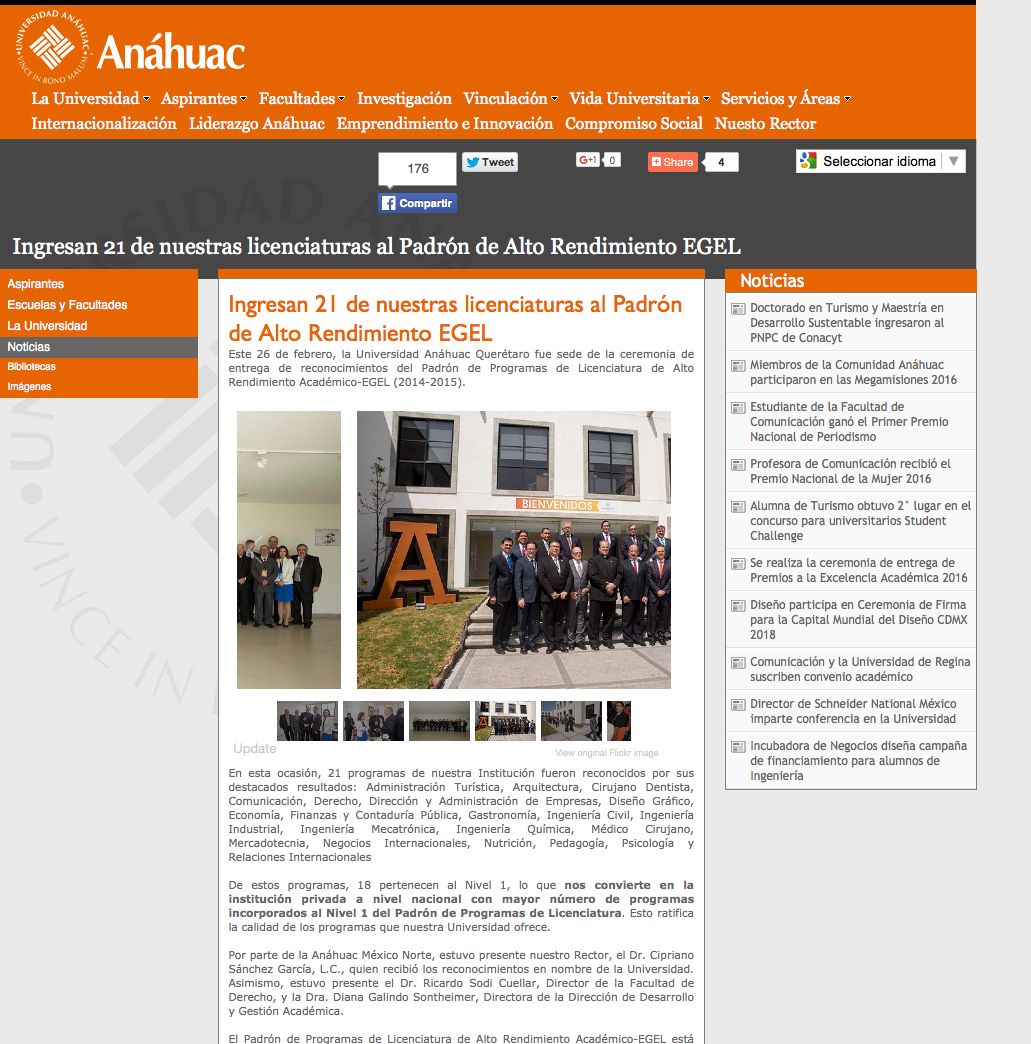 UNIVERSIDAD ANÁHUAC
VINCE IN BONO MALUM
Anáhuac
La Universidad Aspirantes Facultades Investigación Vinculación Vida Universitaria Servicios y Áreas
Internacionalización Liderazgo Anáhuac Emprendimiento e Innovación Compromiso Social Nuesto Rector
176
Tweet
G+1 0
Share 4
Seleccionar idioma
Compartir
Ingresan 21 de nuestras licenciaturas al Padrón de Alto Rendimiento EGEL
Aspirantes
Escuelas y Facultades
La Universidad
Noticias
Bibliotecas
Imágenes
Ingresan 21 de nuestras licenciaturas al Padrón
de Alto Rendimiento EGEL
Este 26 de febrero, la Universidad Anáhuac Querétaro fue sede de la ceremonia de
entrega de reconocimientos del Padrón de Programas de Licenciatura de Alto
Rendimiento Académico-EGEL (2014-2015).
BIENVENIDOS
A
Update
View original Flickr image
En esta ocasión, 21 programas de nuestra Institución fueron reconocidos por sus
destacados resultados: Administración Turística, Arquitectura, Cirujano Dentista,
Comunicación, Derecho, Dirección y Administración de Empresas, Diseño Gráfico,
Economía, Finanzas y Contaduría Pública, Gastronomía, Ingeniería Civil, Ingeniería
Industrial, Ingeniería Mecatrónica, Ingeniería Química, Médico Cirujano,
Mercadotecnia, Negocios Internacionales, Nutrición, Pedagogía, Psicología y
Relaciones Internacionales
De estos programas, 18 pertenecen al Nivel 1, lo que nos convierte en la
institución privada a nivel nacional con mayor número de programas
incorporados al Nivel 1 del Padrón de Programas de Licenciatura. Esto ratifica
la calidad de los programas que nuestra Universidad ofrece.
Por parte de la Anáhuac México Norte, estuvo presente nuestro Rector, el Dr. Cipriano
Sánchez García, L.C., quien recibió los reconocimientos en nombre de la Universidad.
Asimismo, estuvo presente el Dr. Ricardo Sodi Cuellar, Director de la Facultad de
Derecho, y la Dra. Diana Galindo Sontheimer, Directora de la Dirección de Desarrollo
y Gestión Académica.
El Padrón de Programas de Licenciatura de Alto Rendimiento Académico-EGEL está
Noticias
Doctorado en Turismo y Maestría en
Desarrollo Sustentable ingresaron al
PNPC de Conacyt
Miembros de la Comunidad Anáhuac
participaron en las Megamisiones 2016
Estudiante de la Facultad de
Comunicación ganó el Primer Premio
Nacional de Periodismo
Profesora de Comunicación recibió el
Premio Nacional de la Mujer 2016
Alumna de Turismo obtuvo 2° lugar en el
concurso para universitarios Student
Challenge
Se realiza la ceremonia de entrega de
Premios a la Excelencia Académica 2016
Diseño participa en Ceremonia de Firma
para la Capital Mundial del Diseño CDMX
2018
Comunicación y la Universidad de Regina
suscriben convenio académico
Director de Schneider National México
imparte conferencia en la Universidad
Incubadora de Negocios diseña campaña
de financiamiento para alumnos de
Ingeniería